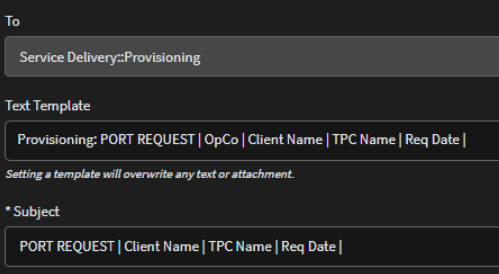 To
Service Delivery::Provisioning
Text Template
Provisioning: PORT REQUEST | OpCo | Client Name | TPC Name | Req Date |
Setting a template will overwrite any text or attachment.
* Subject
PORT REQUEST | Client Name | TPC Name | Req Date |